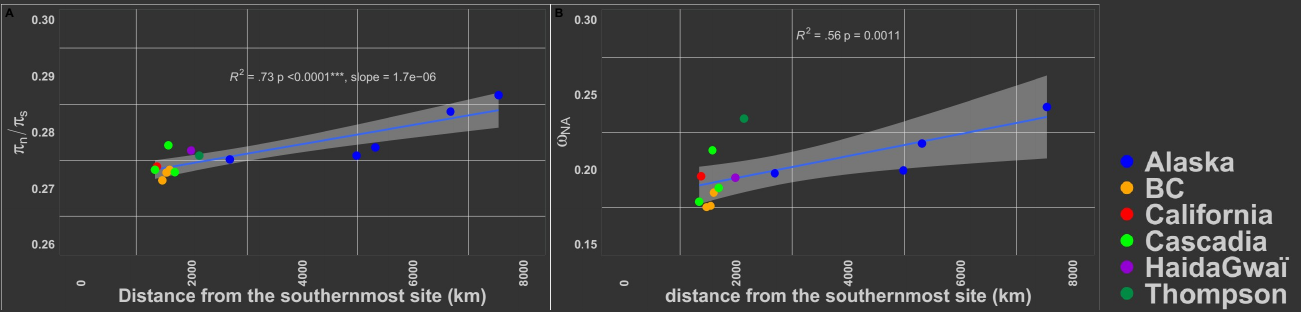 A
0.30
0.29
0.28
0.27
0.26
πn/πs
R² = .73 p <0.0001***, slope = 1.7e−06
0
2000
4000
6000
8000
Distance from the southernmost site (km)
B
0.30
0.25
0.20
0.15
ωNA
R² = .56 p = 0.0011
0
2000
4000
6000
8000
distance from the southernmost site (km)
Alaska
BC
California
Cascadia
HaidaGwaï
Thompson